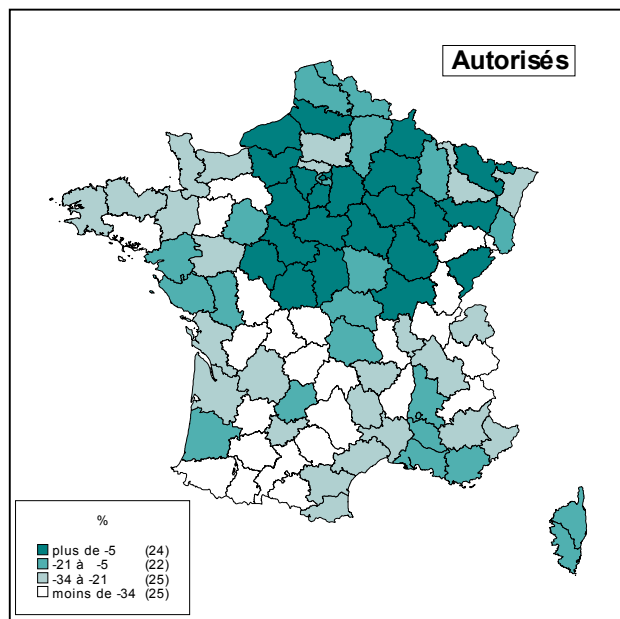 Autorisés
%
plus de -5 (24)
-21 à -5 (22)
-34 à -21 (25)
moins de -34 (25)